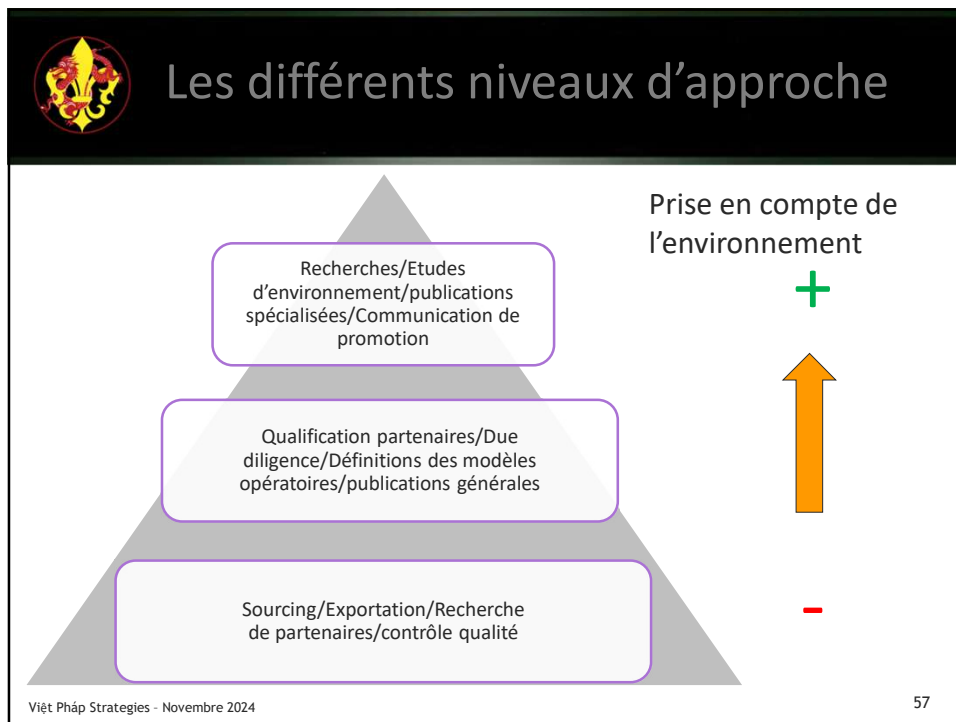 Les différents niveaux d’approche
Prise en compte de
l’environnement
+
Recherches/Etudes
d’environnement/publications
spécialisées/Communication de
promotion
Qualification partenaires/Due
diligence/Définitions des modèles
opératoires/publications générales
Sourcing/Exportation/Recherche
de partenaires/contrôle qualité
-
Việt Pháp Strategies - Novembre 2024
57